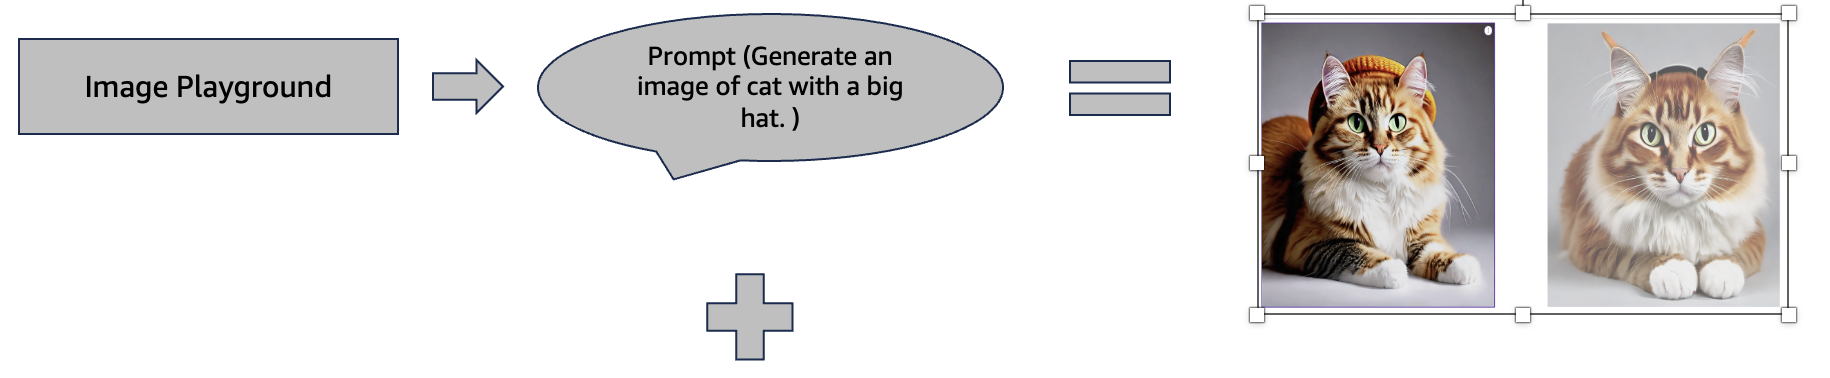 Image Playground
Prompt (Generate an
image of cat with a big
hat. )